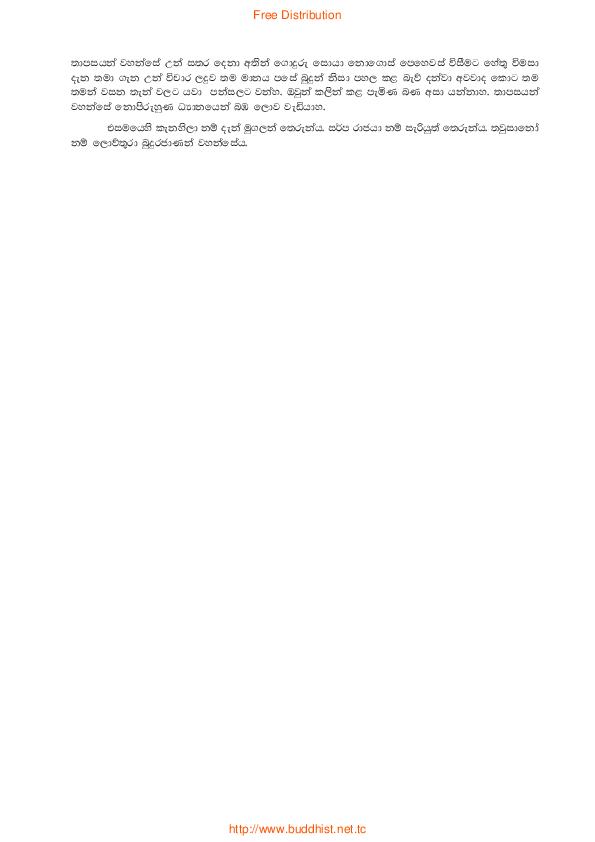 Free Distribution
තාපසයන් වහන්සේ උන් සතර දෙනා අතින් ගොදුරු සොයා නොගොස් පෙහෙවස් විසීමට හේතු විමසා
දැන තමා ගැන උන් විචාර ලදුව තම මානය පසේ බුදුන් නිසා පහල කළ බැව් දන්වා අවවාද කොට තම
තමන් වසන තැන් වලට යවා පන්සලට වන්හ. ඔවුන් කලින් කළ පැමිණ බණ අසා යන්නාහ. තාපසයන්
වහන්සේ නොපිරුහුණ ධ්‍යානයෙන් බඹ ලොව වැඩියාහ.
එසමයෙහි කැනහිලා නම් දැන් මුගලන් තෙරුන්ය. සර්ප රාජයා නම් සැරියුත් තෙරුන්ය. තවුසානෝ
නම් ලොව්තුරා බුදුරජාණන් වහන්සේය.
http://www.buddhist.net.tc